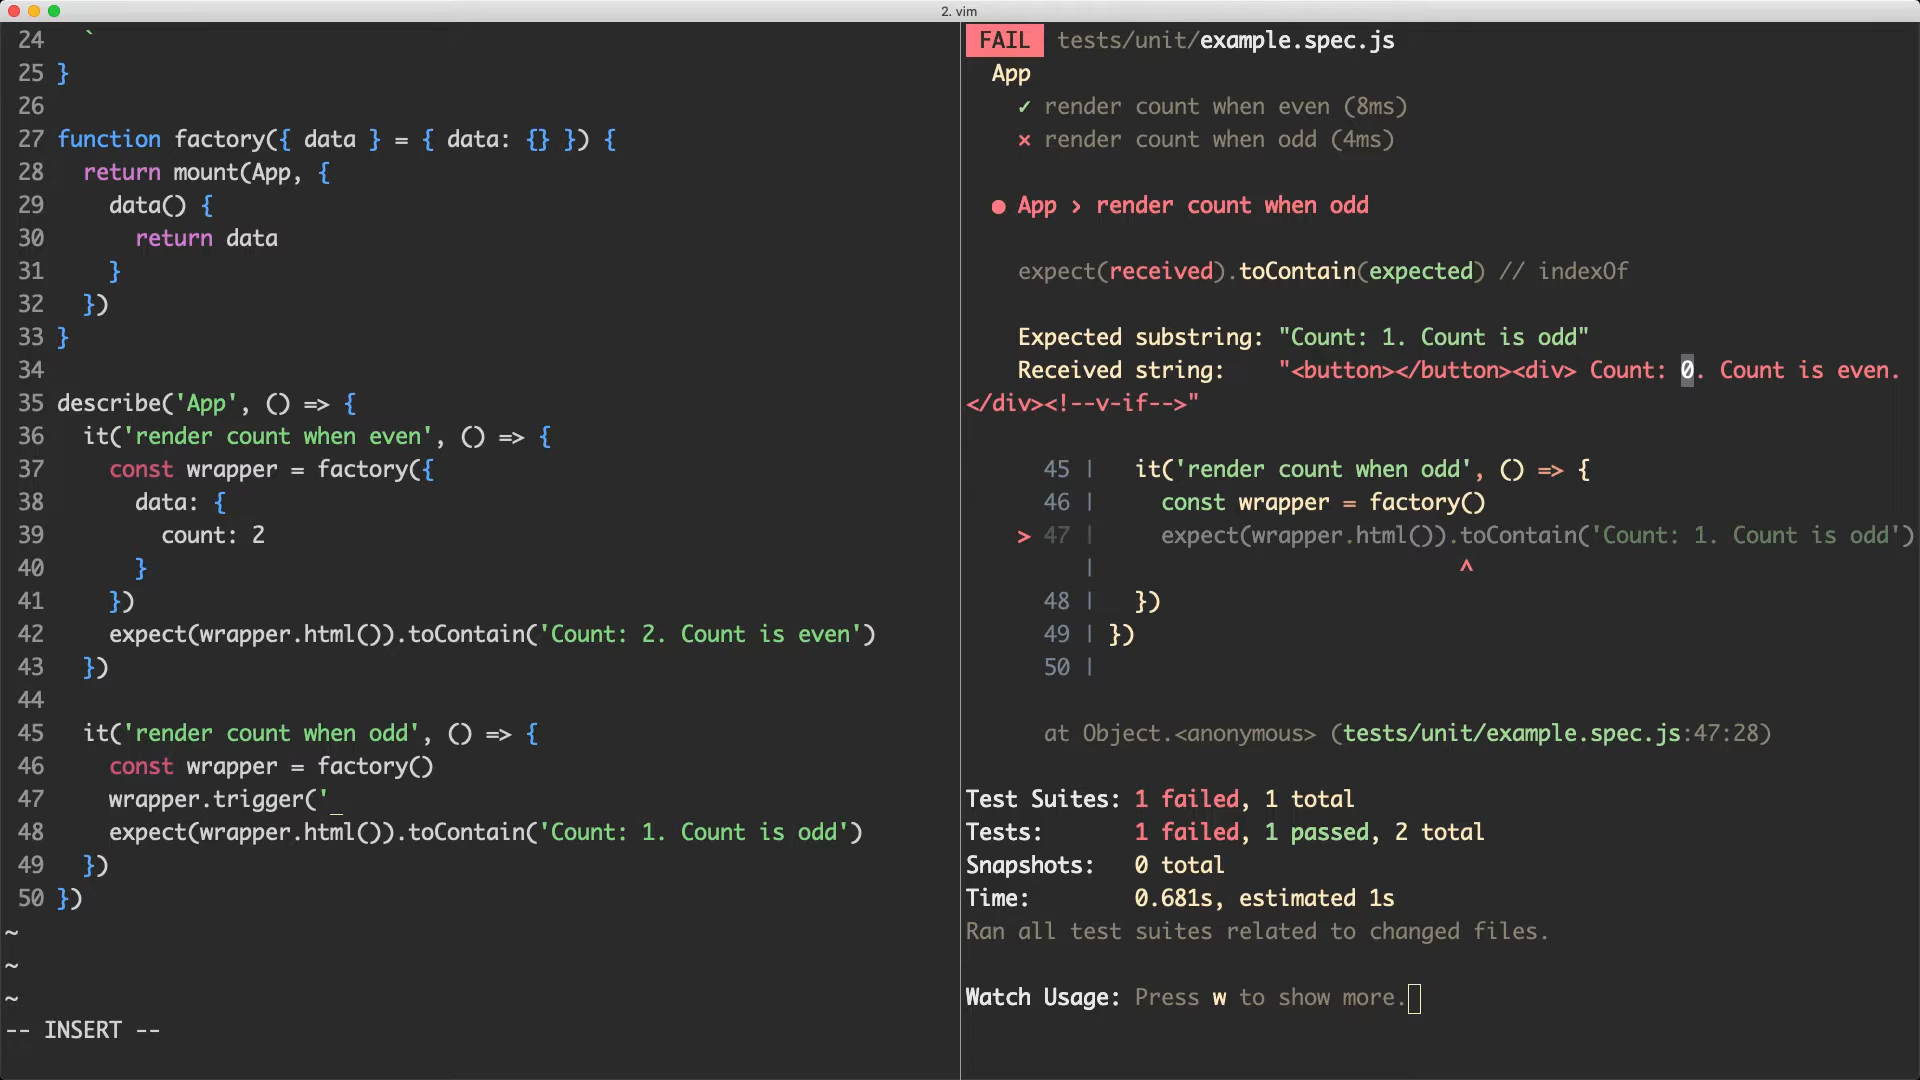 2. vim
24   `
25 }
26
27 function factory({ data } = { data: {} }) {
28   return mount(App, {
29     data() {
30       return data
31     }
32   })
33 }
34
35 describe('App', () => {
36   it('render count when even', () => {
37     const wrapper = factory({
38       data: {
39         count: 2
40       }
41     })
42     expect(wrapper.html()).toContain('Count: 2. Count is even')
43   })
44
45   it('render count when odd', () => {
46     const wrapper = factory()
47     wrapper.trigger('_
48     expect(wrapper.html()).toContain('Count: 1. Count is odd')
49   })
50 })
~
~
~
-- INSERT --
FAIL tests/unit/example.spec.js
App
✓ render count when even (8ms)
✕ render count when odd (4ms)
● App › render count when odd
expect(received).toContain(expected) // indexOf
Expected substring: "Count: 1. Count is odd"
Received string:    "<button></button><div> Count: 0. Count is even.
</div><!--v-if-->"
45 |   it('render count when odd', () => {
46 |     const wrapper = factory()
> 47 |     expect(wrapper.html()).toContain('Count: 1. Count is odd')
|                            ^
48 |   })
49 | })
50 |
at Object.<anonymous> (tests/unit/example.spec.js:47:28)
Test Suites: 1 failed, 1 total
Tests:       1 failed, 1 passed, 2 total
Snapshots:   0 total
Time:        0.681s, estimated 1s
Ran all test suites related to changed files.
Watch Usage: Press w to show more.